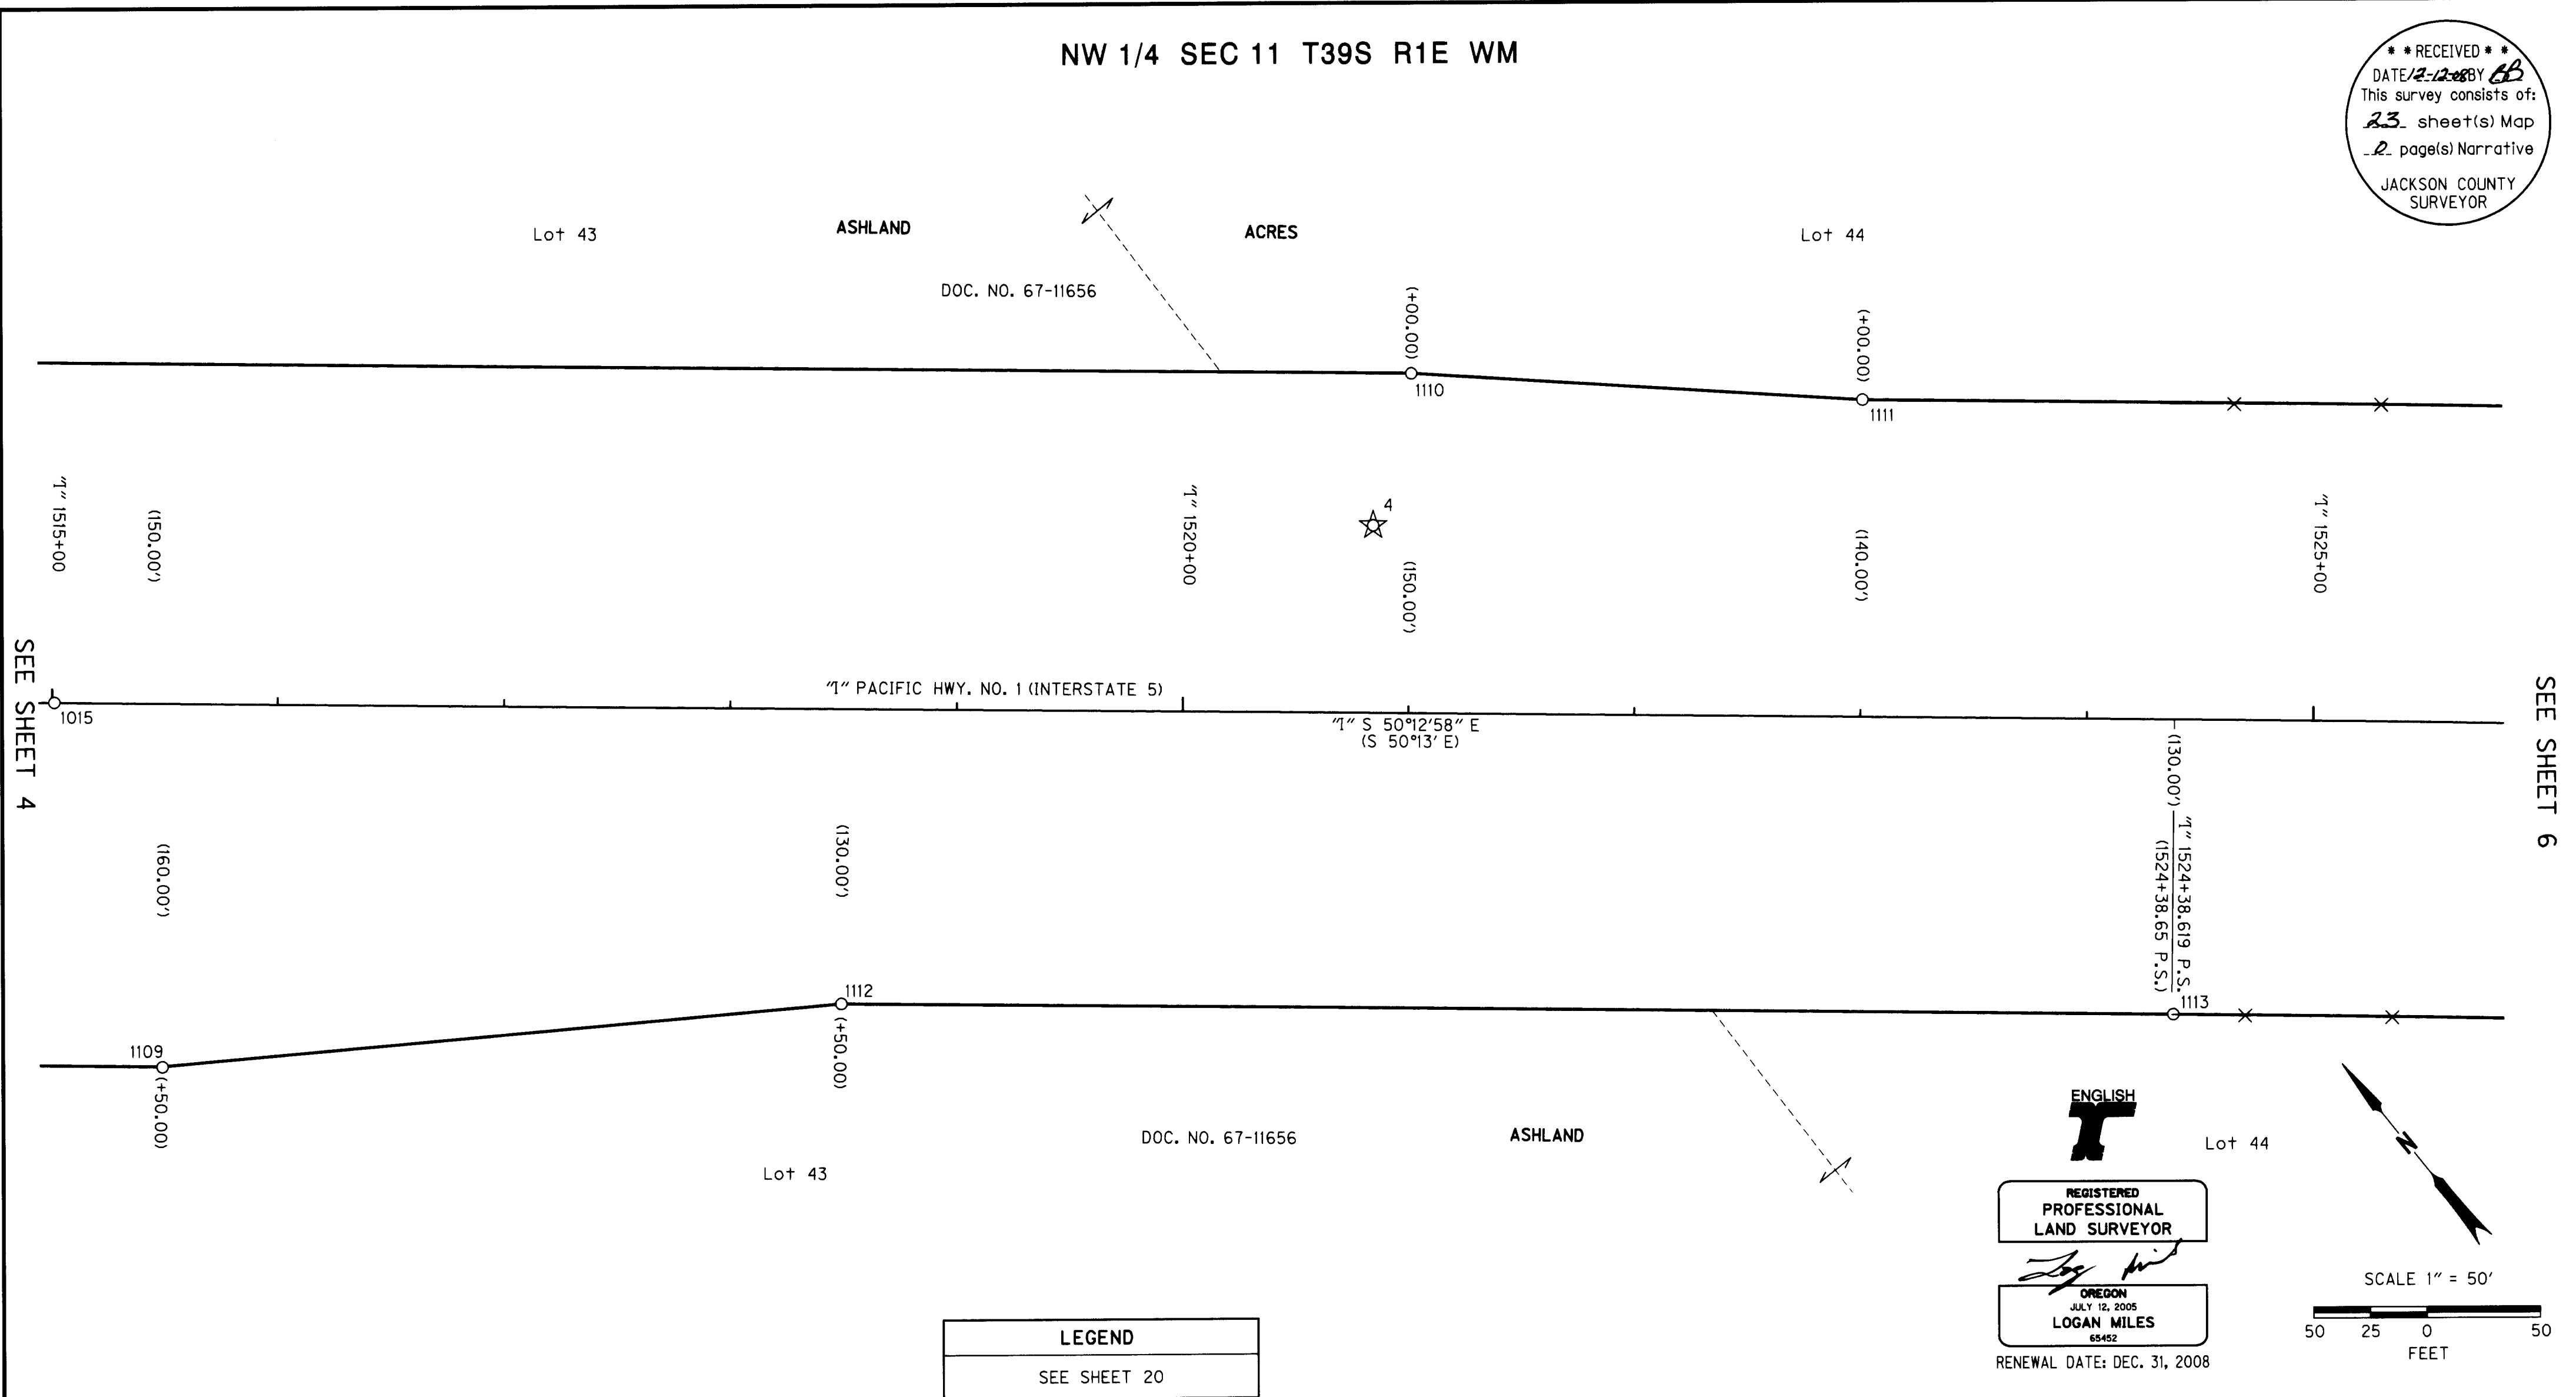 NW 1/4 SEC 11 T39S R1E WM
* * RECEIVED * *
DATE 12-12-08 BY BB
This survey consists of:
23 sheet(s) Map
page(s) Narrative
JACKSON COUNTY
SURVEYOR
Lot 43
ASHLAND
ACRES
Lot 44
DOC. NO. 67-11656
(+00.00)
1110
(+00.00)
1111
"I" 1515+00
(150.00')
"I" 1520+00
4
(150.00')
(140.00')
"I" 1525+00
SEE SHEET 4
1015
"I" PACIFIC HWY. NO. 1 (INTERSTATE 5)
"I" S 50°12'58" E
(S 50°13' E)
SEE SHEET 6
(160.00')
(130.00')
(130.00')
"I" 1524+38.619 P.S.
(1524+38.65 P.S.)
1109
(+50.00)
1112
(+50.00)
1113
Lot 43
DOC. NO. 67-11656
ASHLAND
ENGLISH
Lot 44
N
REGISTERED
PROFESSIONAL
LAND SURVEYOR
OREGON
JULY 12, 2005
LOGAN MILES
65452
RENEWAL DATE: DEC. 31, 2008
SCALE 1" = 50'
50 25 0 50
FEET
LEGEND
SEE SHEET 20